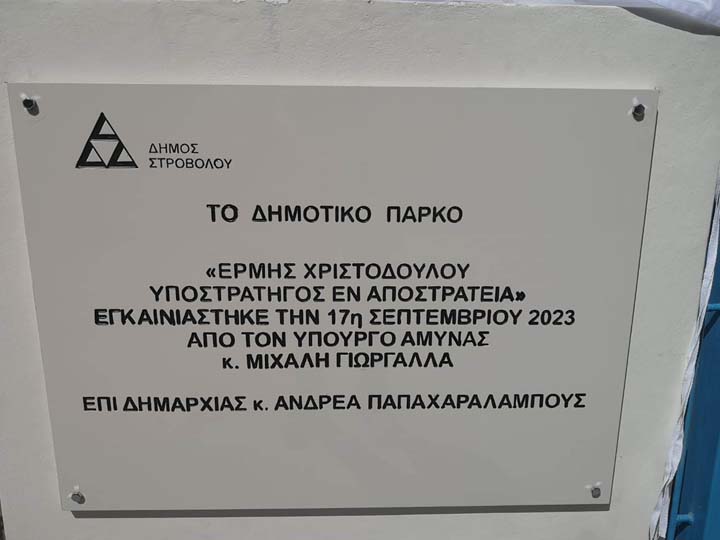 ΔΗΜΟΣ
ΣΤΡΟΒΟΛΟΥ
ΤΟ ΔΗΜΟΤΙΚΟ ΠΑΡΚΟ
«ΕΡΜΗΣ ΧΡΙΣΤΟΔΟΥΛΟΥ
ΥΠΟΣΤΡΑΤΗΓΟΣ ΕΝ ΑΠΟΣΤΡΑΤΕΙΑ»
ΕΓΚΑΙΝΙΑΣΤΗΚΕ ΤΗΝ 17η ΣΕΠΤΕΜΒΡΙΟΥ 2023
ΑΠΟ ΤΟΝ ΥΠΟΥΡΓΟ ΑΜΥΝΑΣ
κ. ΜΙΧΑΛΗ ΓΙΩΡΓΑΛΛΑ
ΕΠΙ ΔΗΜΑΡΧΙΑΣ κ. ΑΝΔΡΕΑ ΠΑΠΑΧΑΡΑΛΑΜΠΟΥΣ